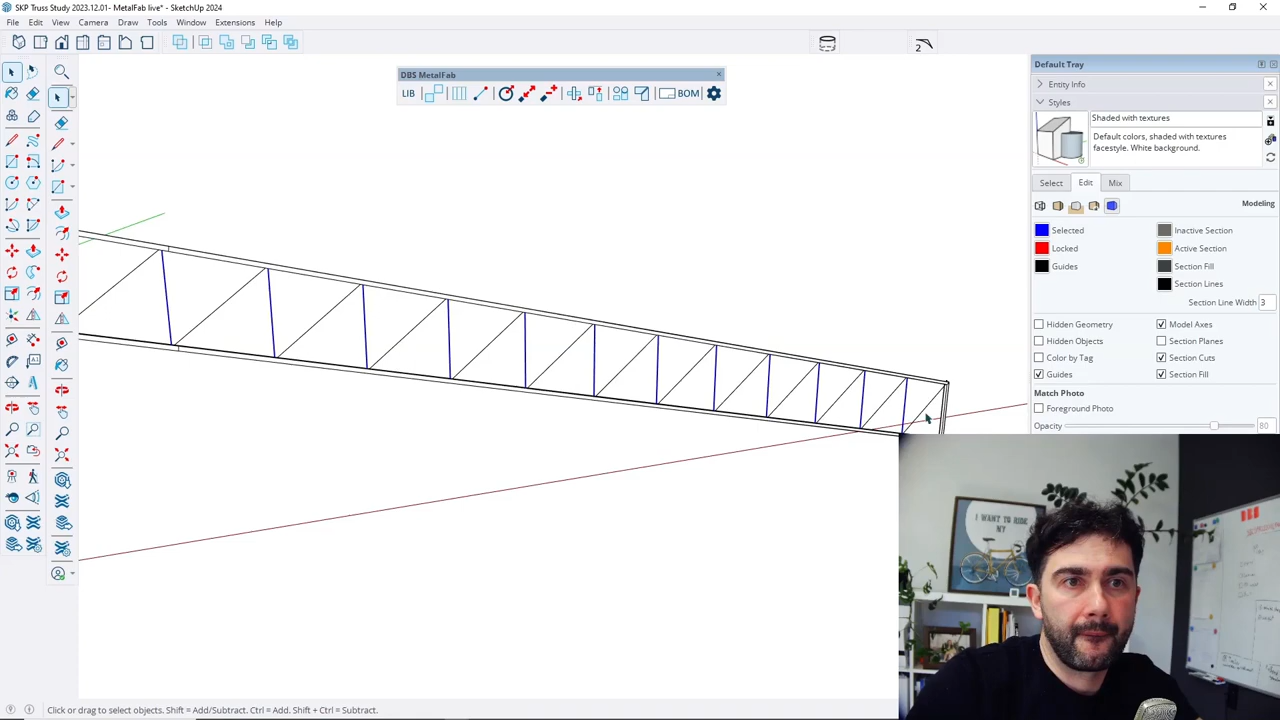 SKP Truss Study 2023.12.01- MetalFab live* - SketchUp 2024
File Edit View Camera Draw Tools Window Extensions Help
2
DBS MetalFab
LIB
BOM
Default Tray
Entity Info
Styles
Shaded with textures
Default colors, shaded with textures
facestyle. White background.
Select Edit Mix
Modeling
Selected Inactive Section
Locked Active Section
Guides Section Fill
Section Lines
Section Line Width 3
Hidden Geometry Model Axes
Hidden Objects Section Planes
Color by Tag Section Cuts
Guides Section Fill
Match Photo
Foreground Photo
Opacity 80
I WANT TO RIDE
MY
Click or drag to select objects. Shift = Add/Subtract. Ctrl = Add. Shift + Ctrl = Subtract.